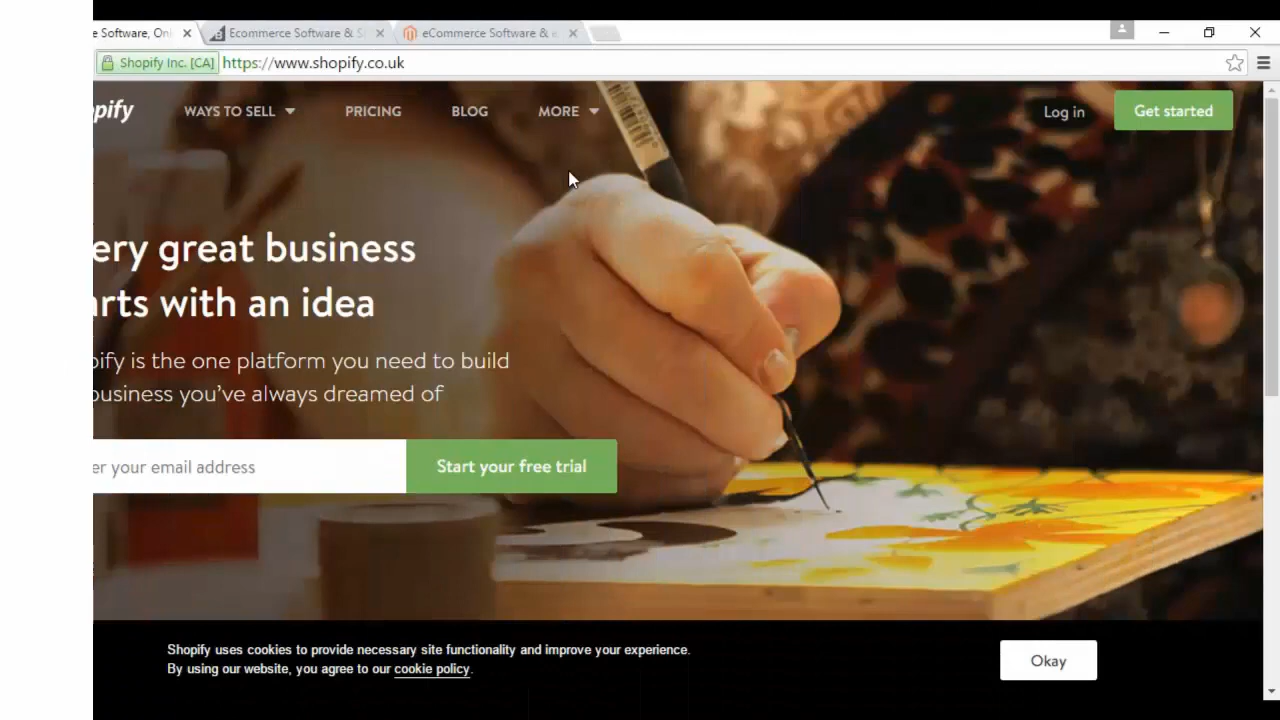 e Software, Onl
Ecommerce Software & S
eCommerce Software & e
Shopify Inc. [CA]
https://www.shopify.co.uk
opify
WAYS TO SELL
PRICING
BLOG
MORE
Log in
Get started
ery great business
arts with an idea
pify is the one platform you need to build
business you've always dreamed of
er your email address
Start your free trial
Shopify uses cookies to provide necessary site functionality and improve your experience.
By using our website, you agree to our cookie policy.
Okay